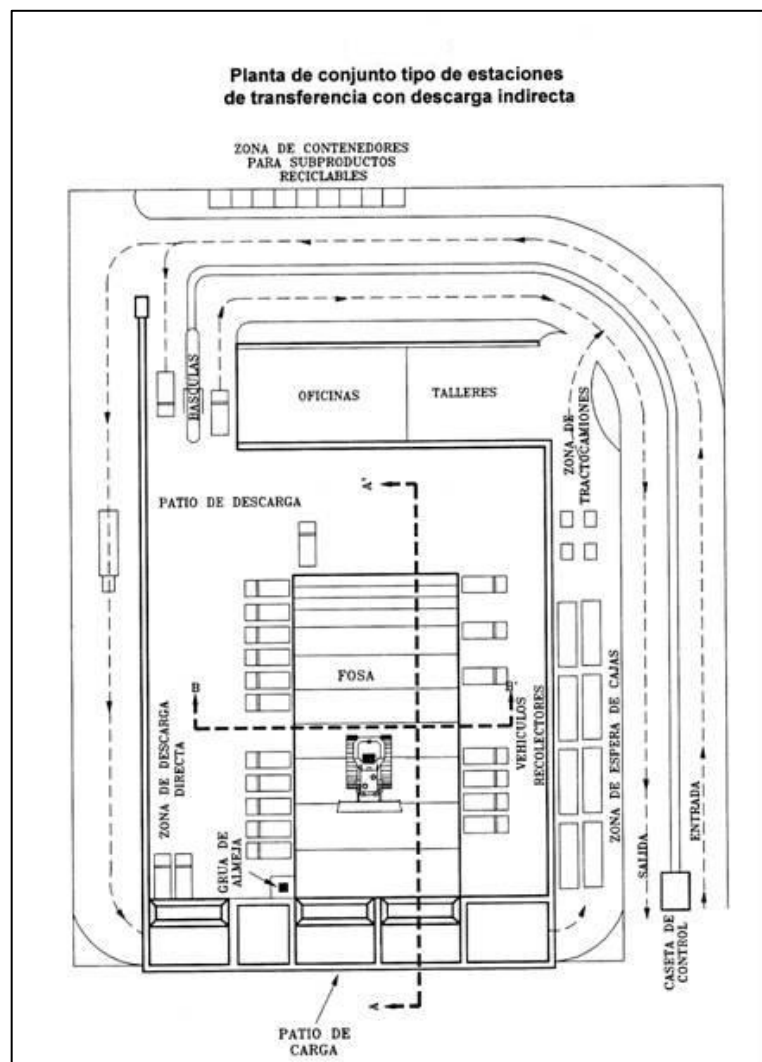 Planta de conjunto tipo de estaciones
de transferencia con descarga indirecta
ZONA DE CONTENEDORES
PARA SUBPRODUCTOS
RECICLABLES
BASCULAS
OFICINAS
TALLERES
ZONA DE
TRACTOCAMIONES
PATIO DE DESCARGA
A'
FOSA
B
B'
VEHICULOS
RECOLECTORES
ZONA DE ESPERA DE CAJAS
ZONA DE DESCARGA
DIRECTA
GRUA DE
ALMEJA
SALIDA
ENTRADA
CASETA DE
CONTROL
A
PATIO DE
CARGA